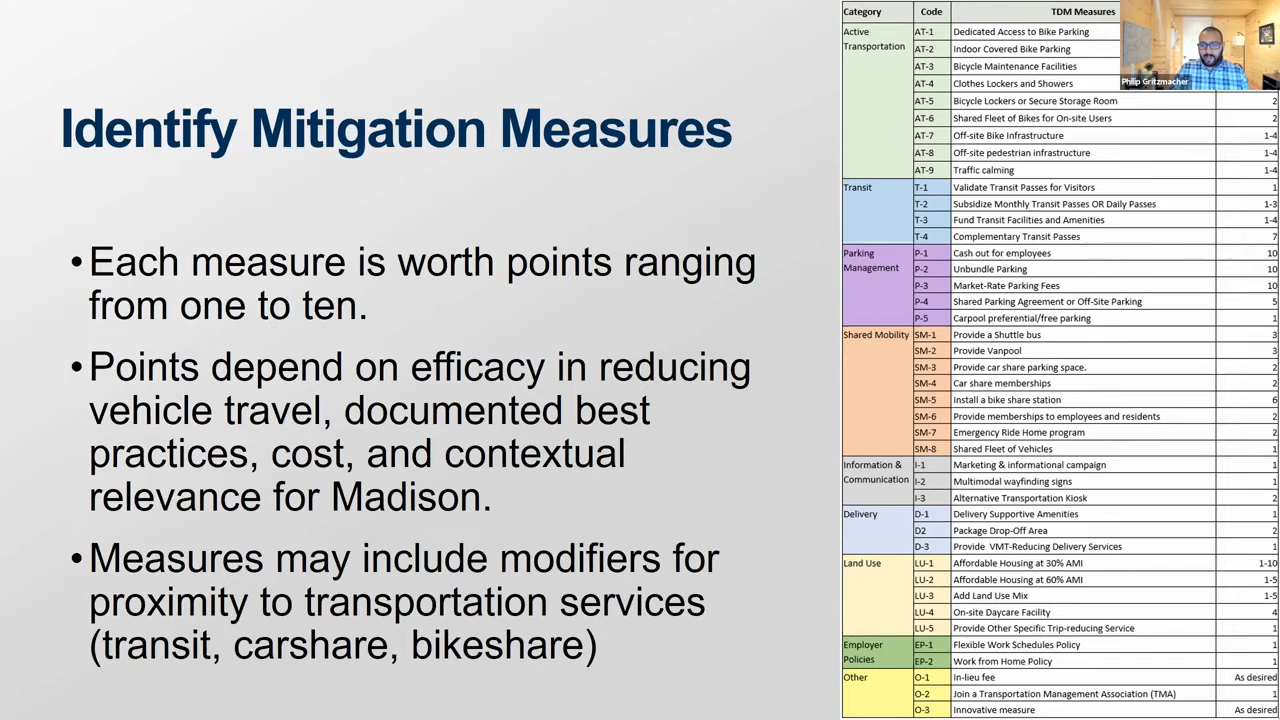 Identify Mitigation Measures
•Each measure is worth points ranging
from one to ten.
•Points depend on efficacy in reducing
vehicle travel, documented best
practices, cost, and contextual
relevance for Madison.
•Measures may include modifiers for
proximity to transportation services
(transit, carshare, bikeshare)
Category Code TDM Measures
Active Transportation AT-1 Dedicated Access to Bike Parking
AT-2 Indoor Covered Bike Parking
AT-3 Bicycle Maintenance Facilities
AT-4 Clothes Lockers and Showers
AT-5 Bicycle Lockers or Secure Storage Room 2
AT-6 Shared Fleet of Bikes for On-site Users 2
AT-7 Off-site Bike Infrastructure 1-4
AT-8 Off-site pedestrian infrastructure 1-4
AT-9 Traffic calming 1-4
Transit T-1 Validate Transit Passes for Visitors 1
T-2 Subsidize Monthly Transit Passes OR Daily Passes 1-3
T-3 Fund Transit Facilities and Amenities 1-4
T-4 Complementary Transit Passes 7
Parking Management P-1 Cash out for employees 10
P-2 Unbundle Parking 10
P-3 Market-Rate Parking Fees 10
P-4 Shared Parking Agreement or Off-Site Parking 5
P-5 Carpool preferential/free parking 1
Shared Mobility SM-1 Provide a Shuttle bus 3
SM-2 Provide Vanpool 3
SM-3 Provide car share parking space. 2
SM-4 Car share memberships 2
SM-5 Install a bike share station 6
SM-6 Provide memberships to employees and residents 2
SM-7 Emergency Ride Home program 2
SM-8 Shared Fleet of Vehicles 1
Information & Communication I-1 Marketing & informational campaign 1
I-2 Multimodal wayfinding signs 1
I-3 Alternative Transportation Kiosk 2
Delivery D-1 Delivery Supportive Amenities 1
D2 Package Drop-Off Area 2
D-3 Provide VMT-Reducing Delivery Services 1
Land Use LU-1 Affordable Housing at 30% AMI 1-10
LU-2 Affordable Housing at 60% AMI 1-5
LU-3 Add Land Use Mix 1-5
LU-4 On-site Daycare Facility 4
LU-5 Provide Other Specific Trip-reducing Service 1
Employer Policies EP-1 Flexible Work Schedules Policy 1
EP-2 Work from Home Policy 1
Other O-1 In-lieu fee As desired
O-2 Join a Transportation Management Association (TMA) 1
O-3 Innovative measure As desired
Philip Gritzmacher